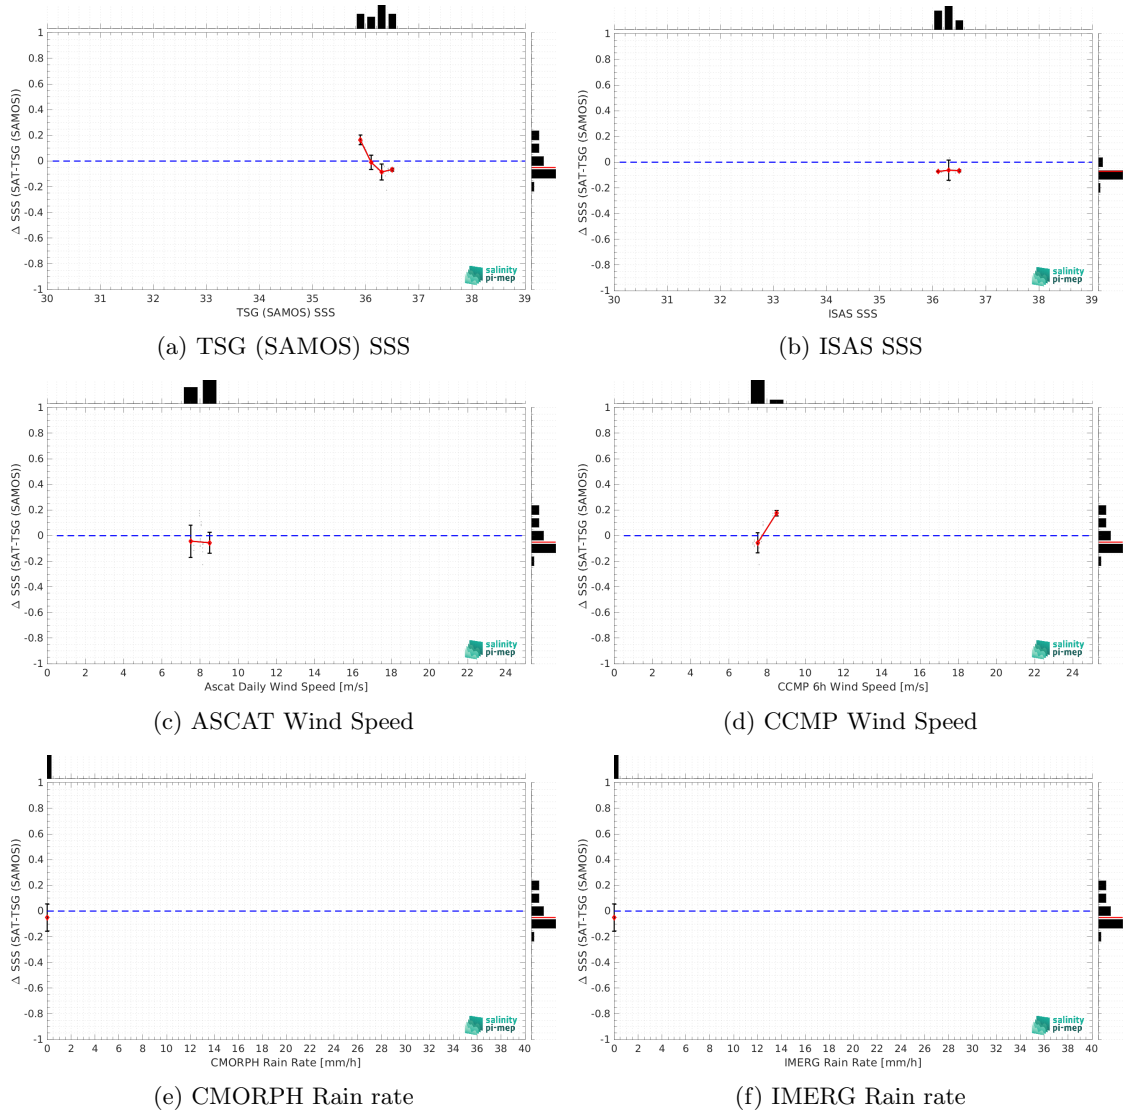 1
0.8
0.6
0.4
0.2
0
-0.2
-0.4
-0.6
-0.8
-1
Δ SSS (SAT-TSG (SAMOS))
salinity
pi-mep
30 31 32 33 34 35 36 37 38 39
TSG (SAMOS) SSS
(a) TSG (SAMOS) SSS
1
0.8
0.6
0.4
0.2
0
-0.2
-0.4
-0.6
-0.8
-1
Δ SSS (SAT-TSG (SAMOS))
salinity
pi-mep
30 31 32 33 34 35 36 37 38 39
ISAS SSS
(b) ISAS SSS
1
0.8
0.6
0.4
0.2
0
-0.2
-0.4
-0.6
-0.8
-1
Δ SSS (SAT-TSG (SAMOS))
salinity
pi-mep
0 2 4 6 8 10 12 14 16 18 20 22 24
Ascat Daily Wind Speed [m/s]
(c) ASCAT Wind Speed
1
0.8
0.6
0.4
0.2
0
-0.2
-0.4
-0.6
-0.8
-1
Δ SSS (SAT-TSG (SAMOS))
salinity
pi-mep
0 2 4 6 8 10 12 14 16 18 20 22 24
CCMP 6h Wind Speed [m/s]
(d) CCMP Wind Speed
1
0.8
0.6
0.4
0.2
0
-0.2
-0.4
-0.6
-0.8
-1
Δ SSS (SAT-TSG (SAMOS))
salinity
pi-mep
0 2 4 6 8 10 12 14 16 18 20 22 24 26 28 30 32 34 36 38 40
CMORPH Rain Rate [mm/h]
(e) CMORPH Rain rate
1
0.8
0.6
0.4
0.2
0
-0.2
-0.4
-0.6
-0.8
-1
Δ SSS (SAT-TSG (SAMOS))
salinity
pi-mep
0 2 4 6 8 10 12 14 16 18 20 22 24 26 28 30 32 34 36 38 40
IMERG Rain Rate [mm/h]
(f) IMERG Rain rate